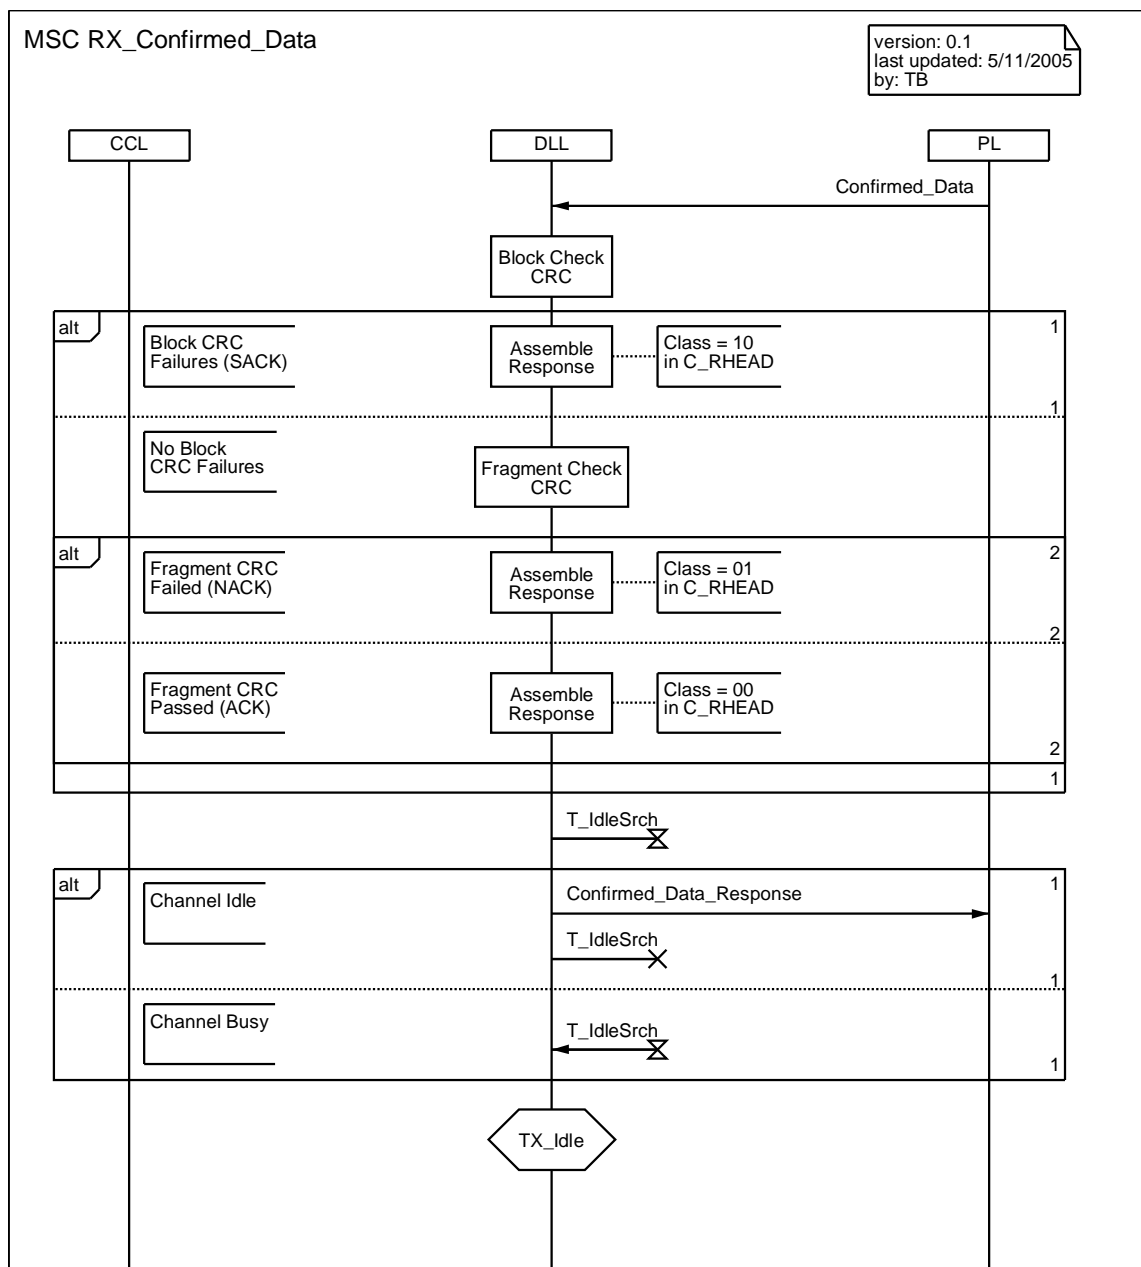 MSC RX_Confirmed_Data
version: 0.1
last updated: 5/11/2005
by: TB
CCL
DLL
PL
Confirmed_Data
Block Check
CRC
alt
1
Block CRC
Failures (SACK)
Assemble
Response
Class = 10
in C_RHEAD
1
No Block
CRC Failures
Fragment Check
CRC
alt
2
Fragment CRC
Failed (NACK)
Assemble
Response
Class = 01
in C_RHEAD
2
Fragment CRC
Passed (ACK)
Assemble
Response
Class = 00
in C_RHEAD
2
1
T_IdleSrch
alt
1
Channel Idle
Confirmed_Data_Response
T_IdleSrch
1
Channel Busy
T_IdleSrch
1
TX_Idle